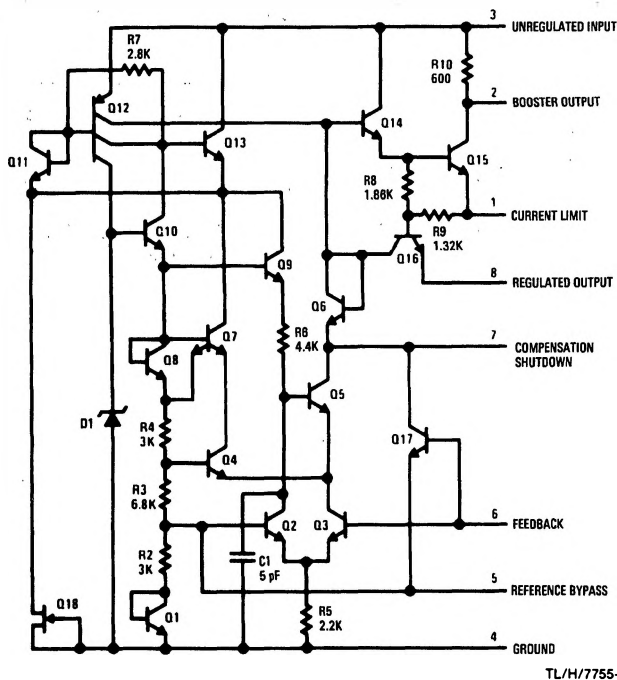 3 UNREGULATED INPUT
R7
2.8K
R10
600
Q12
2 BOOSTER OUTPUT
Q14
Q13
Q15
Q11
R8
1.86K
1 CURRENT LIMIT
R9
1.32K
Q10
Q16
Q9
8 REGULATED OUTPUT
Q6
R6
4.4K
7 COMPENSATION
SHUTDOWN
Q7
Q8
Q5
D1
R4
3K
Q17
Q4
R3
6.8K
Q2
Q3
6 FEEDBACK
R2
3K
C1
5 pF
5 REFERENCE BYPASS
Q18
R5
2.2K
Q1
4 GROUND
TL/H/7755-